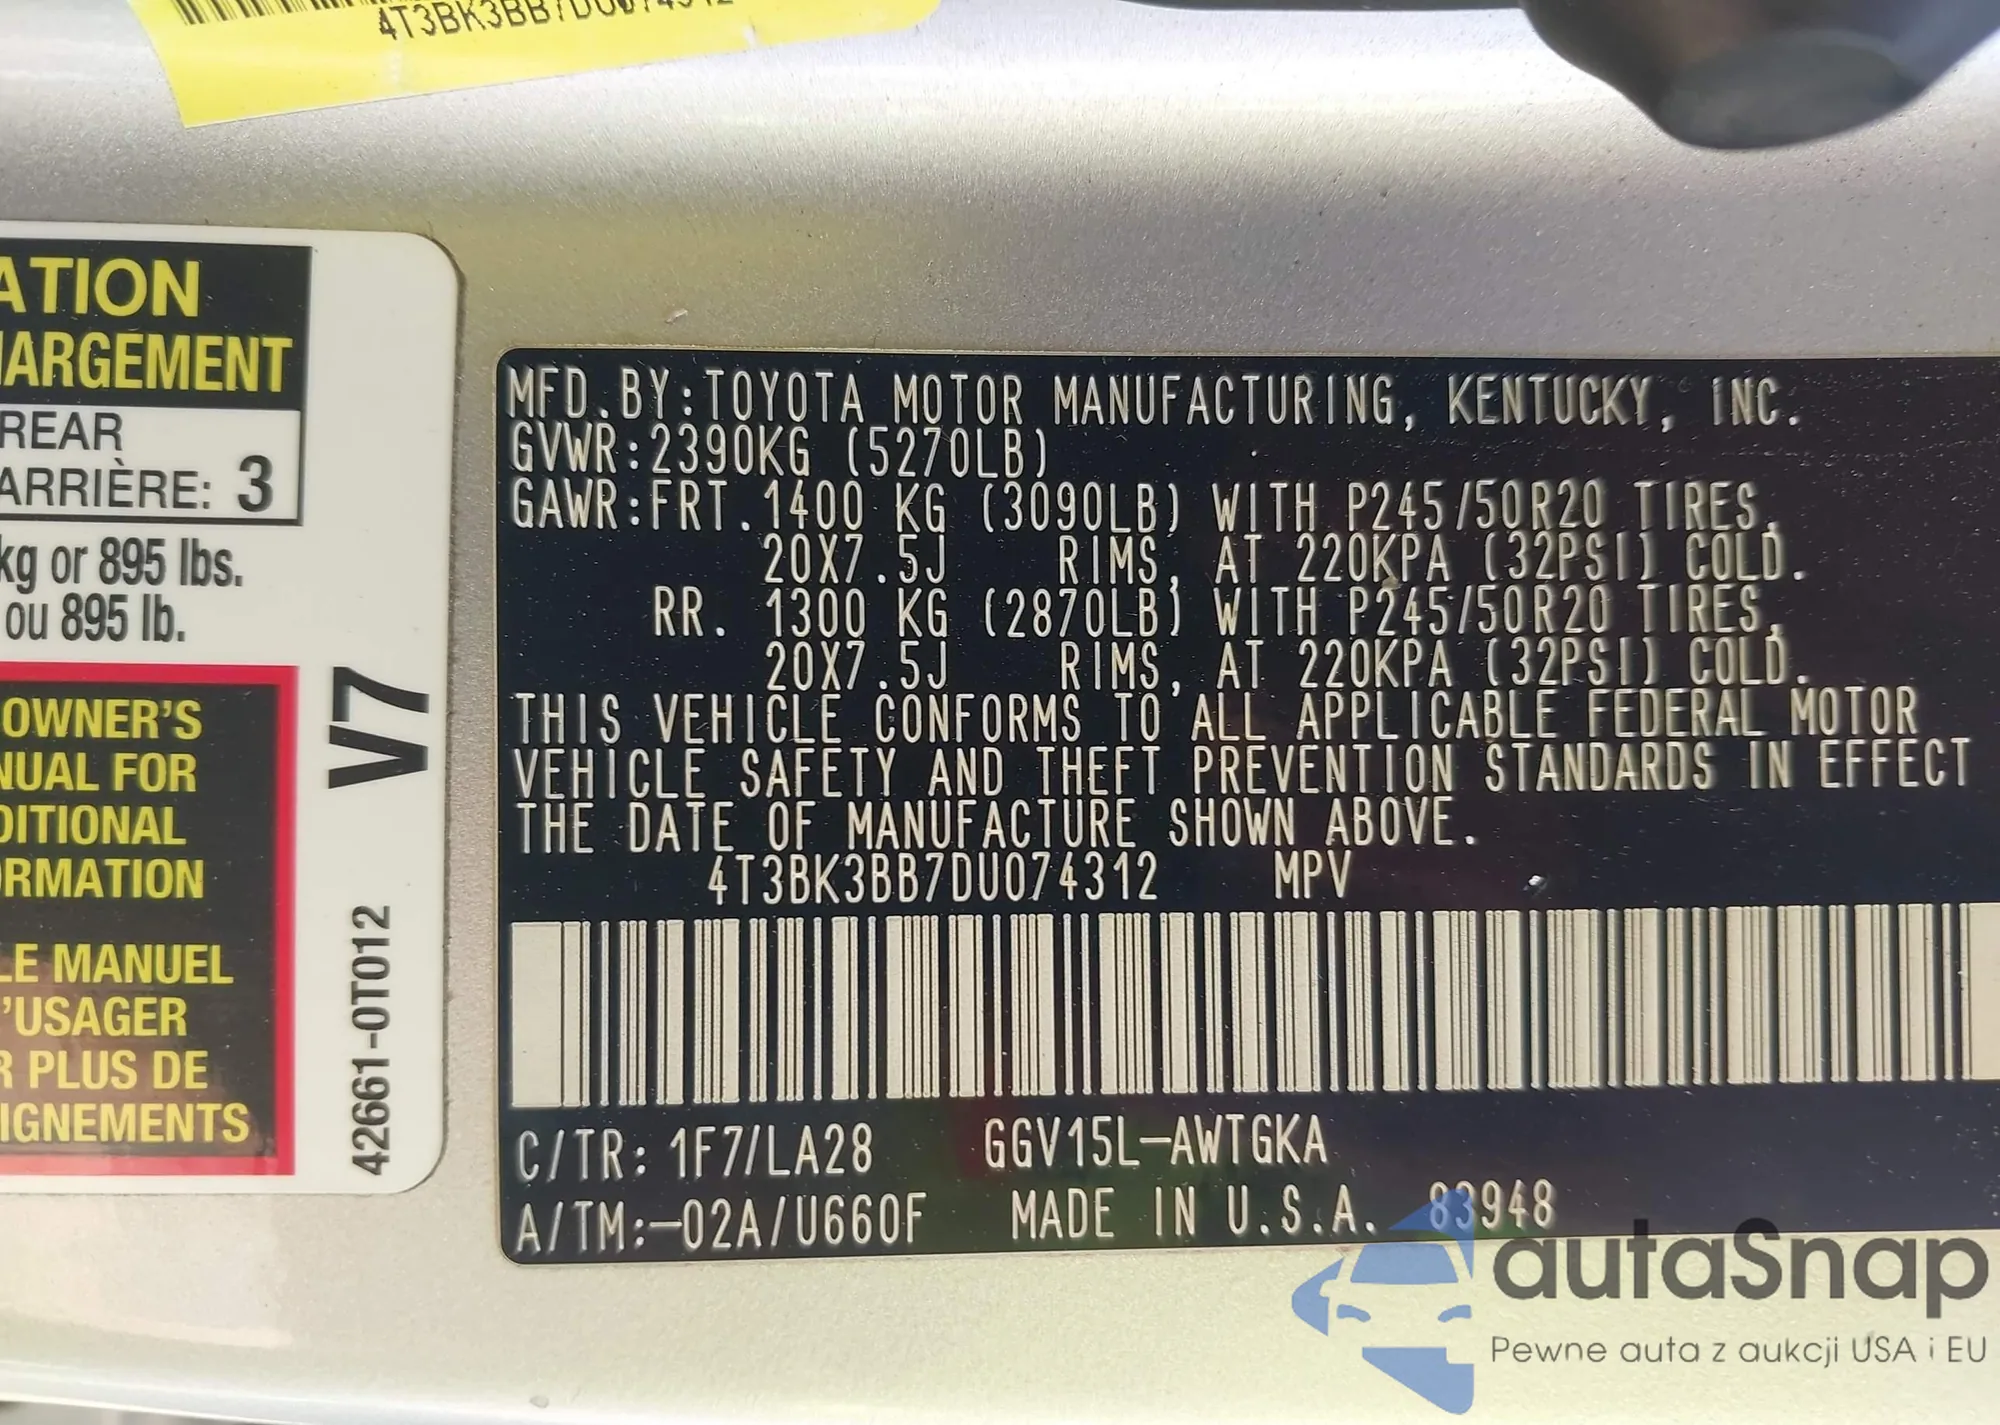 4T3BK3BB7DU074312
ATION
HARGEMENT
REAR
ARRIÈRE: 3
kg or 895 lbs.
ou 895 lb.
OWNER'S
NUAL FOR
DITIONAL
ORMATION
LE MANUEL
'USAGER
R PLUS DE
IGNEMENTS
V7
42661-0T012
MFD.BY:TOYOTA MOTOR MANUFACTURING, KENTUCKY, INC.
GVWR:2390KG (5270LB)
GAWR:FRT.1400 KG (3090LB) WITH P245/50R20 TIRES,
20X7.5J RIMS, AT 220KPA (32PSI) COLD.
RR. 1300 KG (2870LB) WITH P245/50R20 TIRES,
20X7.5J RIMS, AT 220KPA (32PSI) COLD.
THIS VEHICLE CONFORMS TO ALL APPLICABLE FEDERAL MOTOR
VEHICLE SAFETY AND THEFT PREVENTION STANDARDS IN EFFECT
THE DATE OF MANUFACTURE SHOWN ABOVE.
4T3BK3BB7DU074312 MPV
C/TR: 1F7/LA28 GGV15L-AWTGKA
A/TM:-02A/U660F MADE IN U.S.A. 83948
autaSnap
Pewne auta z aukcji USA i EU